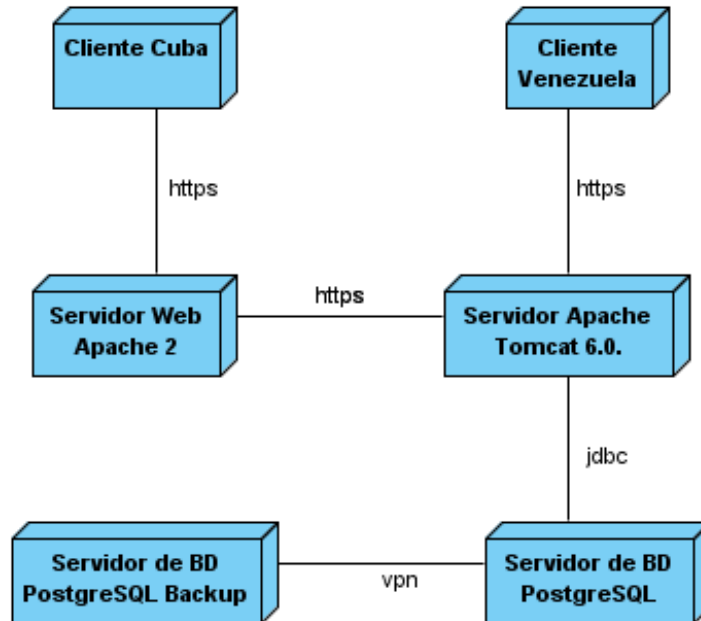 Cliente Cuba
Cliente
Venezuela
https
https
Servidor Web
Apache 2
https
Servidor Apache
Tomcat 6.0.
jdbc
Servidor de BD
PostgreSQL Backup
vpn
Servidor de BD
PostgreSQL